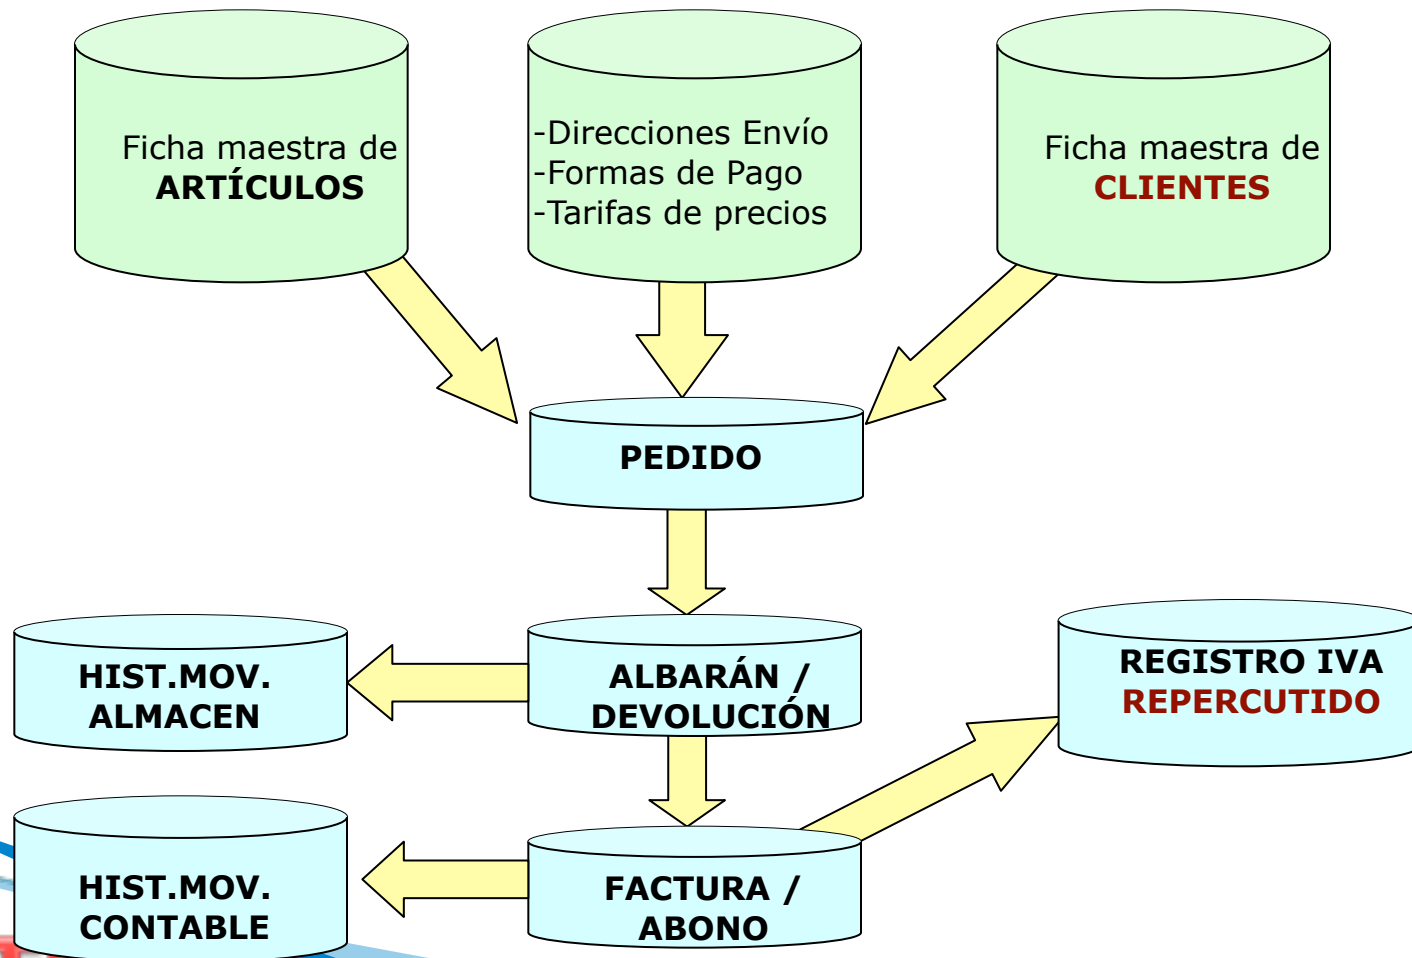 Ficha maestra de
ARTÍCULOS
-Direcciones Envío
-Formas de Pago
-Tarifas de precios
Ficha maestra de
CLIENTES
PEDIDO
HIST.MOV.
ALMACEN
ALBARÁN /
DEVOLUCIÓN
REGISTRO IVA
REPERCUTIDO
HIST.MOV.
CONTABLE
FACTURA /
ABONO